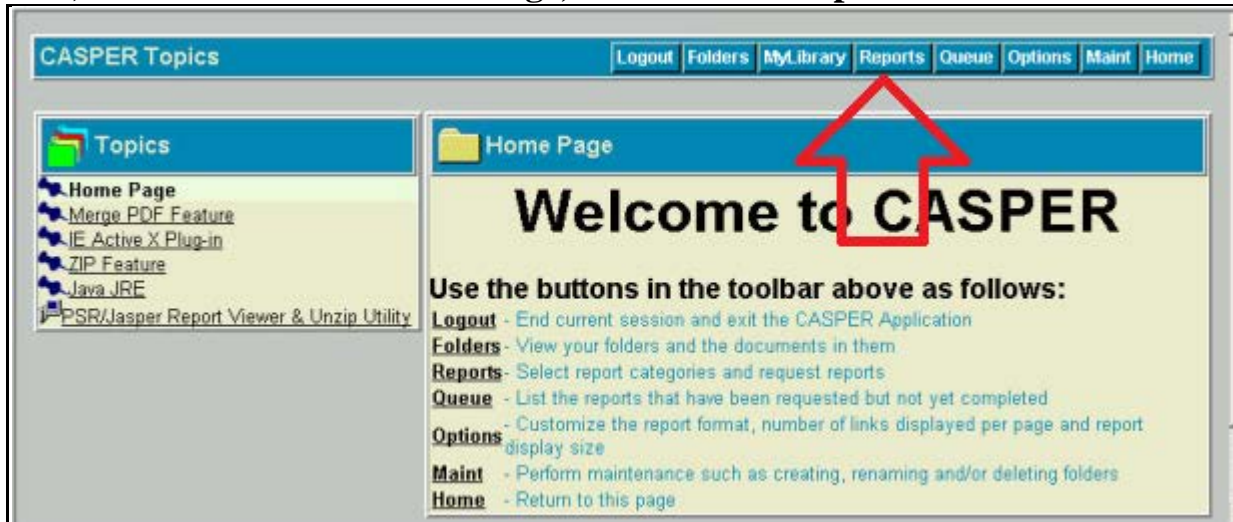 CASPER Topics
Logout Folders MyLibrary Reports Queue Options Maint Home
Topics
Home Page
Merge PDF Feature
IE Active X Plug-in
ZIP Feature
Java JRE
PSR/Jasper Report Viewer & Unzip Utility
Home Page
Welcome to CASPER
Use the buttons in the toolbar above as follows:
Logout - End current session and exit the CASPER Application
Folders - View your folders and the documents in them
Reports - Select report categories and request reports
Queue - List the reports that have been requested but not yet completed
Options - Customize the report format, number of links displayed per page and report
display size
Maint - Perform maintenance such as creating, renaming and/or deleting folders
Home - Return to this page